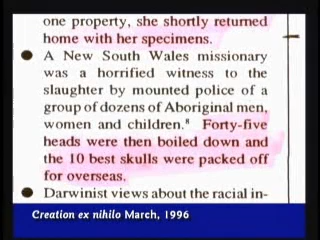 one property, she shortly returned
home with her specimens.
● A New South Wales missionary
was a horrified witness to the
slaughter by mounted police of a
group of dozens of Aboriginal men,
women and children.⁸ Forty-five
heads were then boiled down and
the 10 best skulls were packed off
for overseas.
● Darwinist views about the racial in-
Creation ex nihilo March, 1996